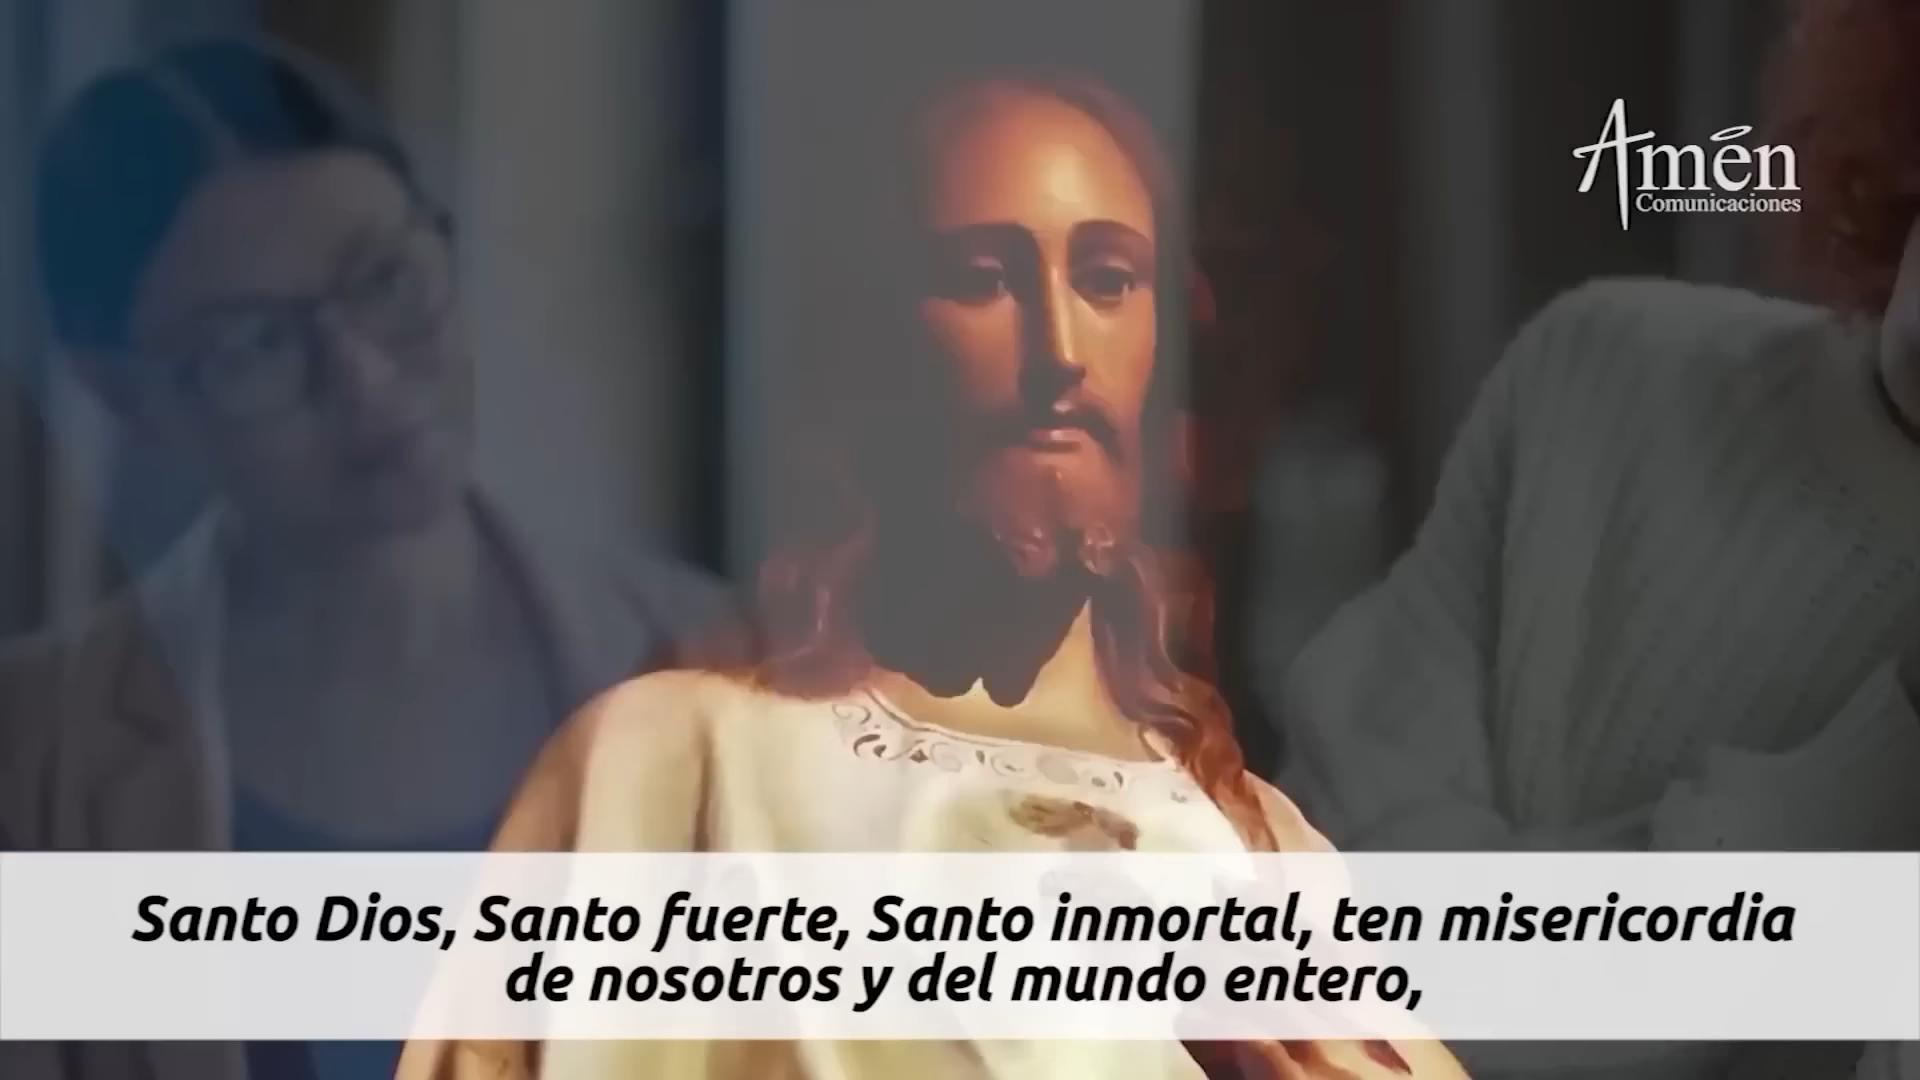 Amén
Comunicaciones
Santo Dios, Santo fuerte, Santo inmortal, ten misericordia
de nosotros y del mundo entero,